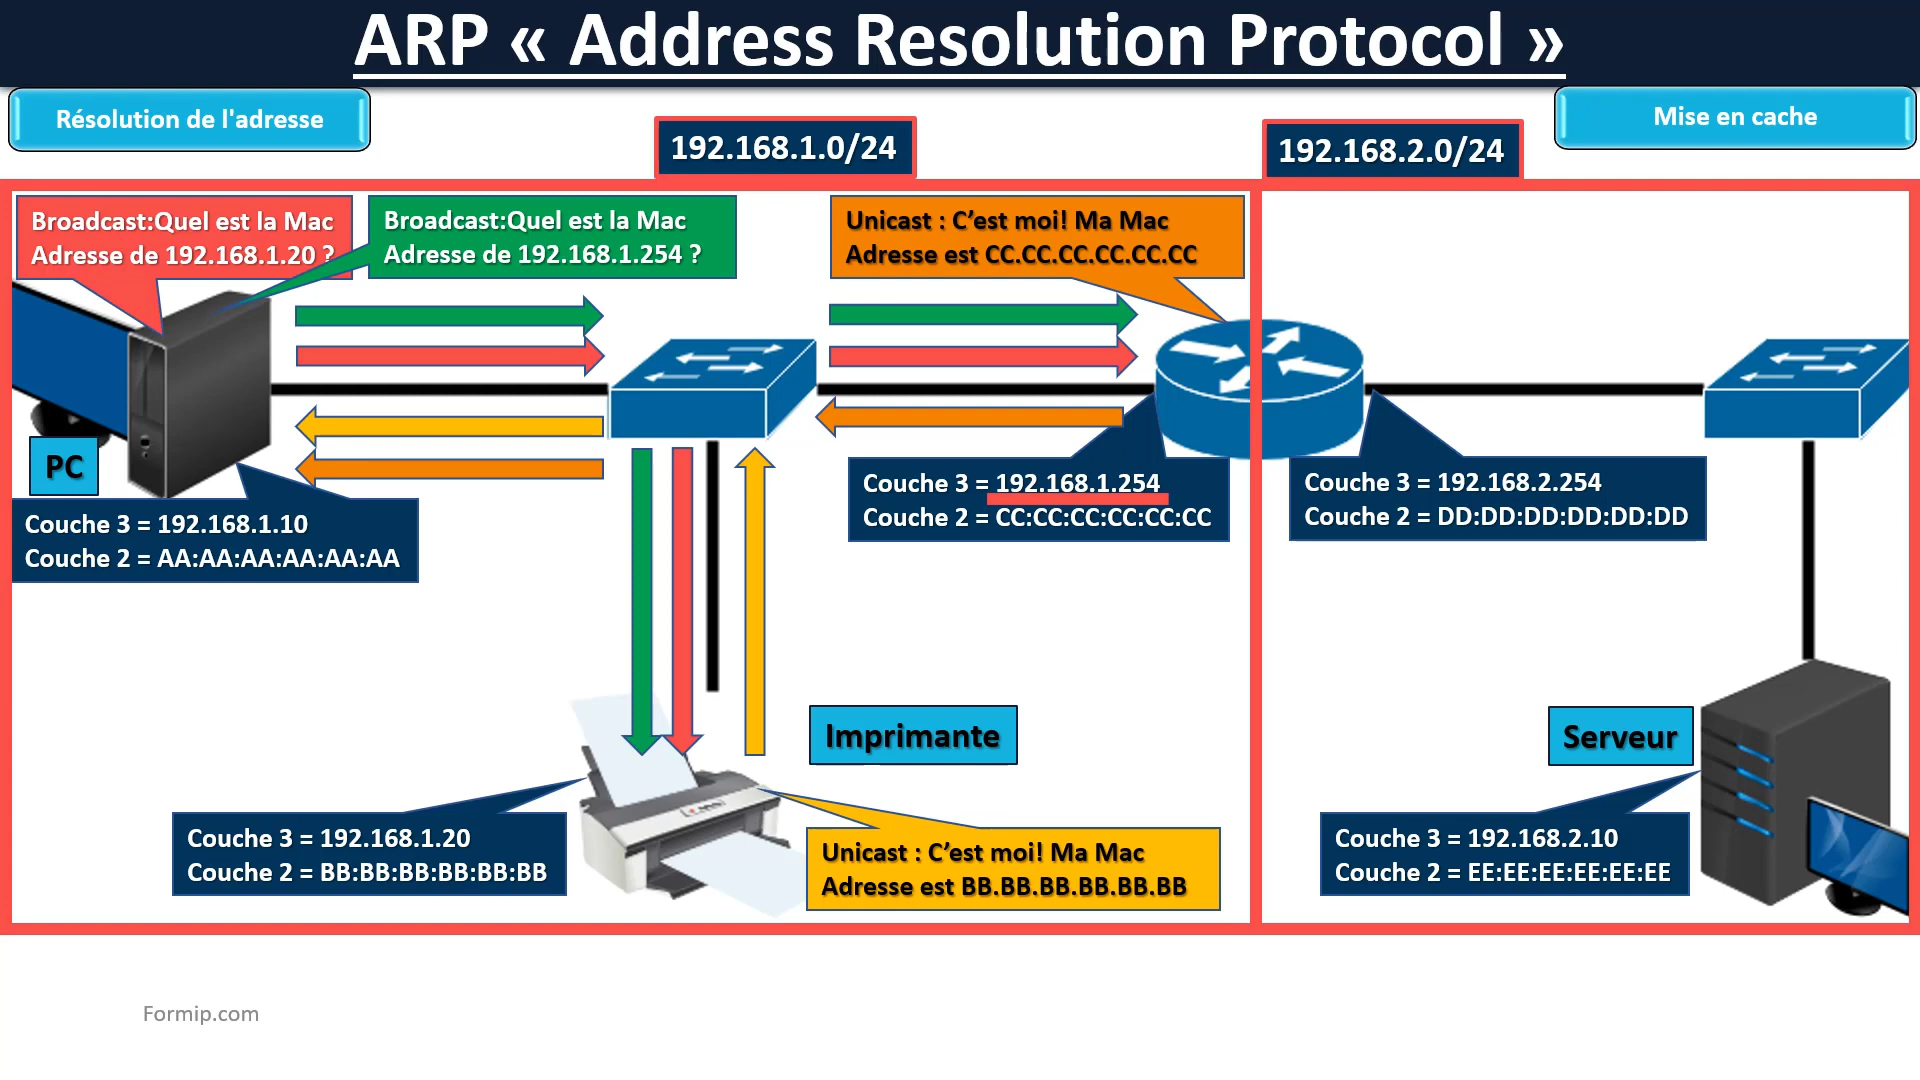 ARP « Address Resolution Protocol »
Résolution de l'adresse
Mise en cache
192.168.1.0/24
192.168.2.0/24
Broadcast:Quel est la Mac
Adresse de 192.168.1.20 ?
Broadcast:Quel est la Mac
Adresse de 192.168.1.254 ?
Unicast : C’est moi! Ma Mac
Adresse est CC.CC.CC.CC.CC.CC
PC
Couche 3 = 192.168.1.10
Couche 2 = AA:AA:AA:AA:AA:AA
Couche 3 = 192.168.1.254
Couche 2 = CC:CC:CC:CC:CC:CC
Couche 3 = 192.168.2.254
Couche 2 = DD:DD:DD:DD:DD:DD
Imprimante
Serveur
Couche 3 = 192.168.1.20
Couche 2 = BB:BB:BB:BB:BB:BB
Unicast : C’est moi! Ma Mac
Adresse est BB.BB.BB.BB.BB.BB
Couche 3 = 192.168.2.10
Couche 2 = EE:EE:EE:EE:EE:EE
Formip.com